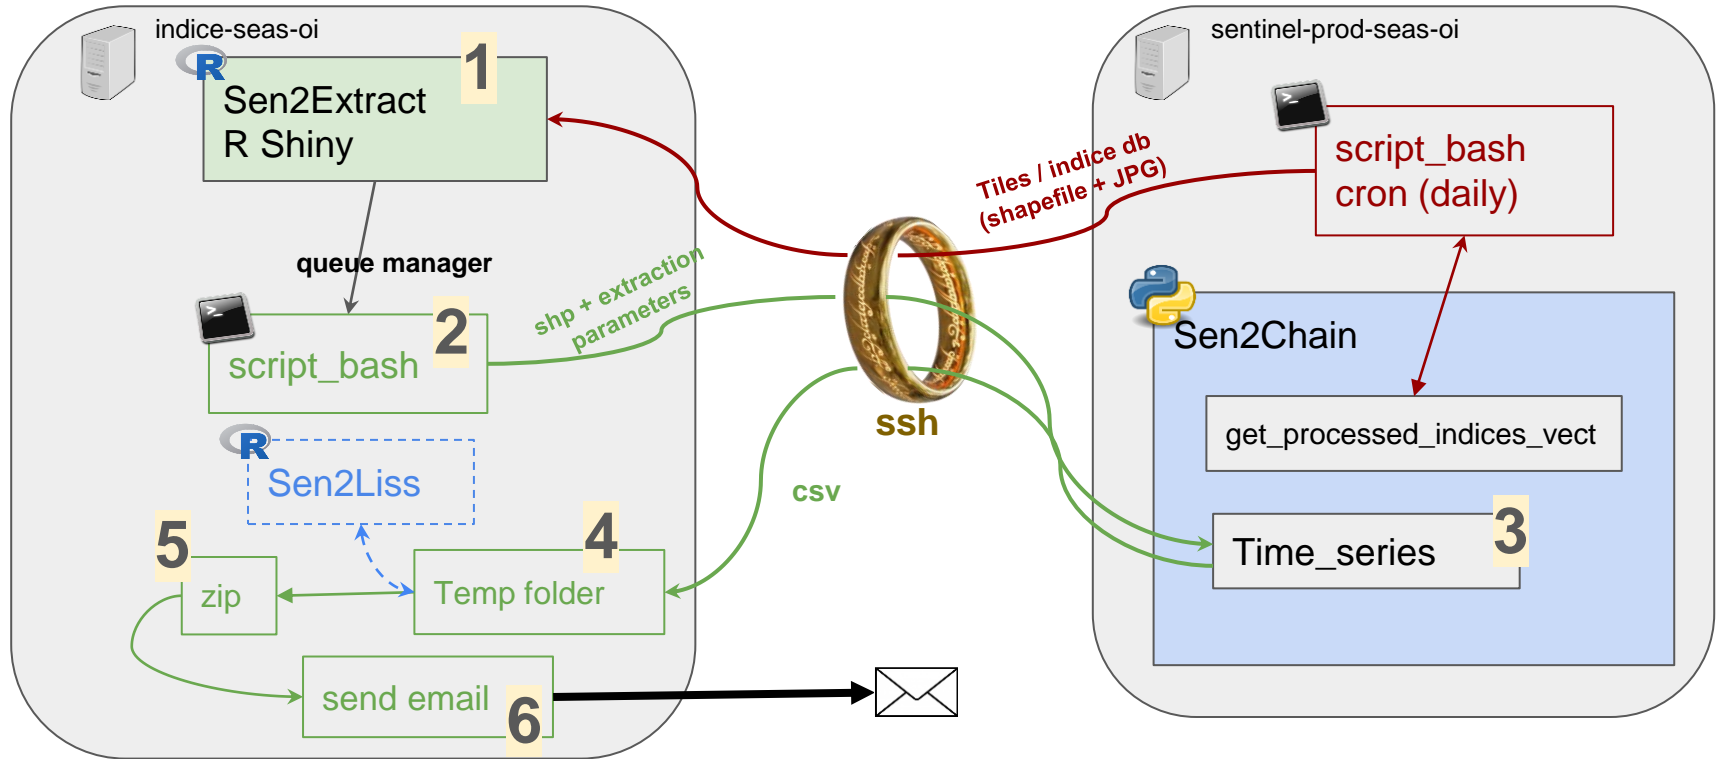 indice-seas-oi
1
Sen2Extract
R Shiny
queue manager
>_
2
script_bash
shp + extraction
parameters
R
Sen2Liss
5
zip
4
Temp folder
send email
6
ssh
csv
Tiles / indice db
(shapefile + JPG)
sentinel-prod-seas-oi
>_
script_bash
cron (daily)
Sen2Chain
get_processed_indices_vect
Time_series
3
R